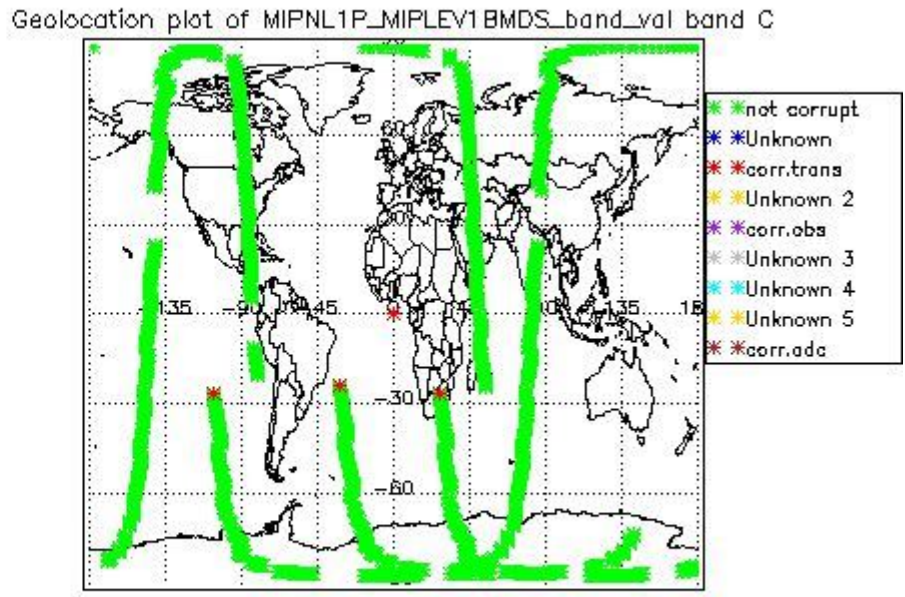 Geolocation plot of MIPNL1P_MIPLEV1BMDS_band_val band C
not corrupt
Unknown
corr.trans
Unknown 2
corr.obs
Unknown 3
Unknown 4
Unknown 5
corr.adc
60
-135
-90
-45
135
-30
-60